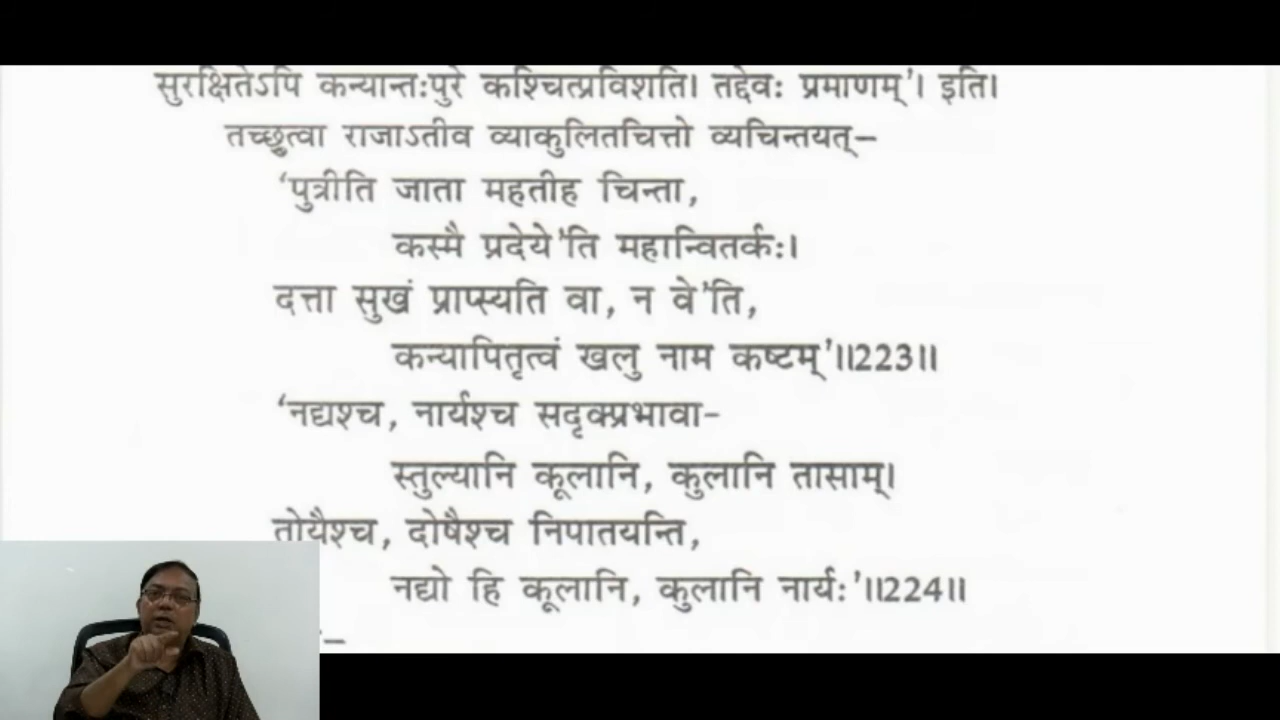 सुरक्षितेऽपि कन्यान्तःपुरे कश्चित्प्रविशति। तद्देवः प्रमाणम्'। इति।
तच्छ्रुत्वा राजाऽतीव व्याकुलितचित्तो व्यचिन्तयत्–
'पुत्रीति जाता महतीह चिन्ता,
कस्मै प्रदेये'ति महान्वितर्कः।
दत्ता सुखं प्राप्स्यति वा, न वे'ति,
कन्यापितृत्वं खलु नाम कष्टम्'॥223॥
'नद्यश्च, नार्यश्च सदृक्प्रभावा-
स्तुल्यानि कूलानि, कुलानि तासाम्।
तोयैश्च, दोषैश्च निपातयन्ति,
नद्यो हि कूलानि, कुलानि नार्यः'॥224॥